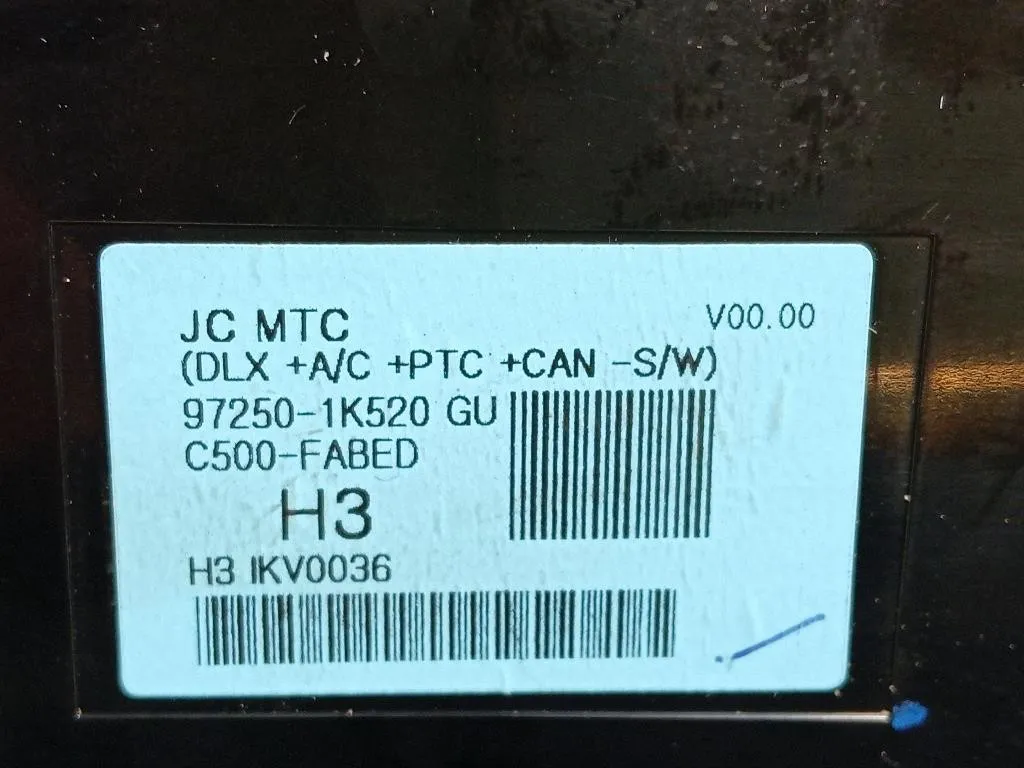 JC MTC
V00.00
(DLX +A/C +PTC +CAN -S/W)
97250-1K520 GU
C500-FABED
H3
H3 IKV0036